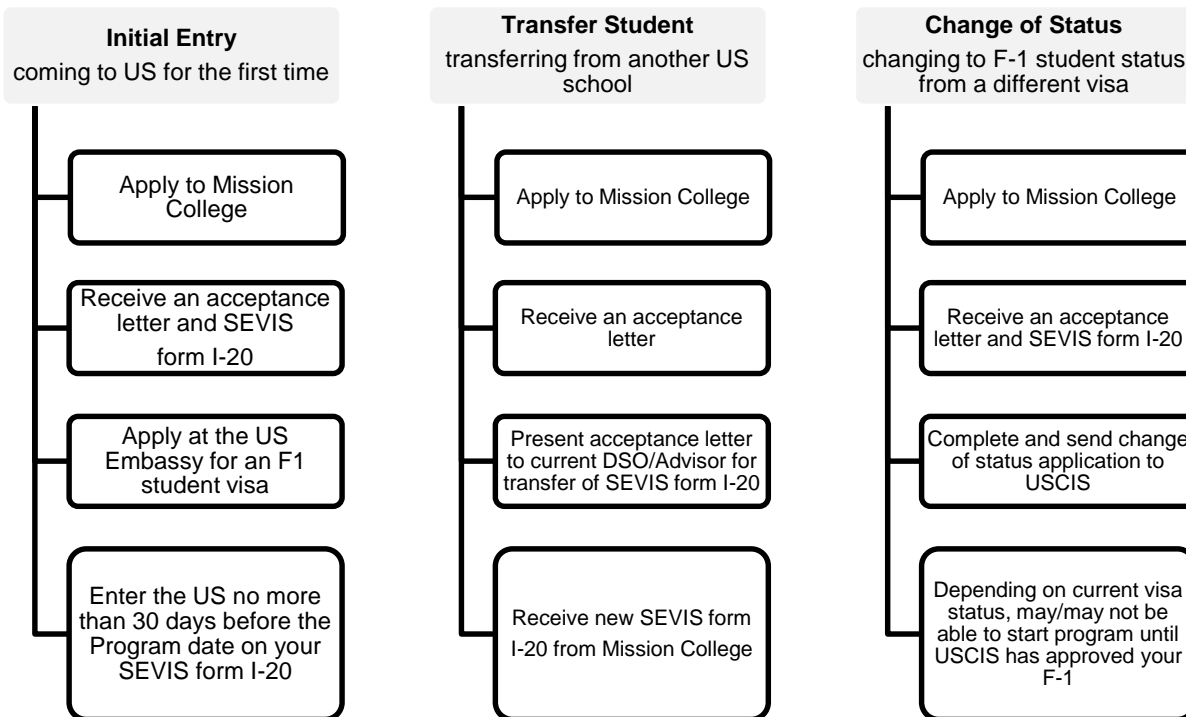 Initial Entry
coming to US for the first time
Apply to Mission
College
Receive an acceptance
letter and SEVIS
form I-20
Apply at the US
Embassy for an F1
student visa
Enter the US no more
than 30 days before the
Program date on your
SEVIS form I-20
Transfer Student
transferring from another US
school
Apply to Mission College
Receive an acceptance
letter
Present acceptance letter
to current DSO/Advisor for
transfer of SEVIS form I-20
Receive new SEVIS form
I-20 from Mission College
Change of Status
changing to F-1 student status
from a different visa
Apply to Mission College
Receive an acceptance
letter and SEVIS form I-20
Complete and send change
of status application to
USCIS
Depending on current visa
status, may/may not be
able to start program until
USCIS has approved your
F-1